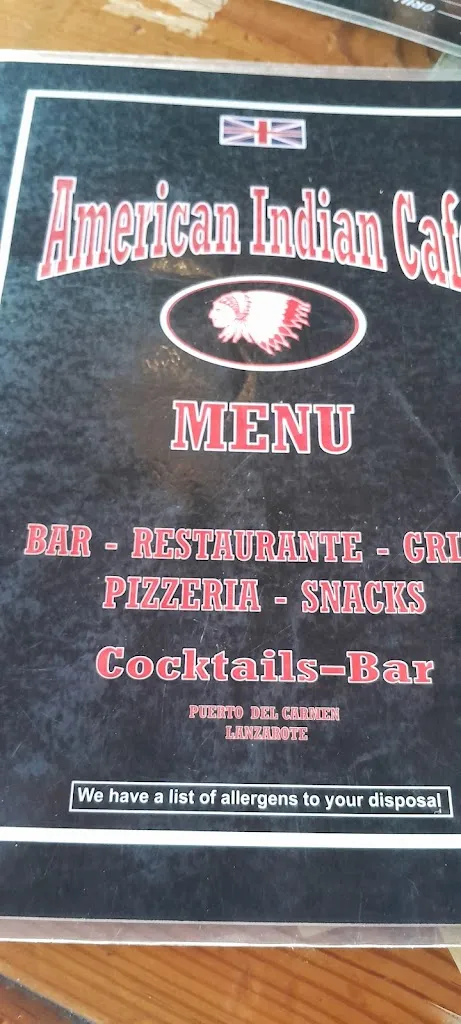 American Indian Caf
MENU
BAR - RESTAURANTE - GRI
PIZZERIA - SNACKS
Cocktails-Bar
PUERTO DEL CARMEN
LANZAROTE
We have a list of allergens to your disposal